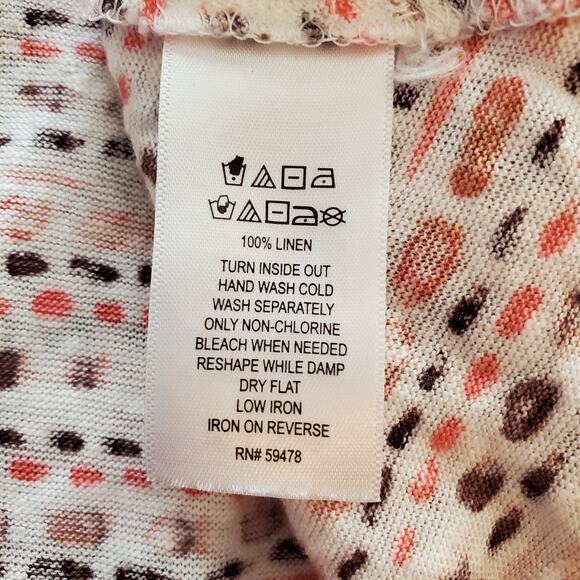 100% LINEN
TURN INSIDE OUT
HAND WASH COLD
WASH SEPARATELY
ONLY NON-CHLORINE
BLEACH WHEN NEEDED
RESHAPE WHILE DAMP
DRY FLAT
LOW IRON
IRON ON REVERSE
RN# 59478